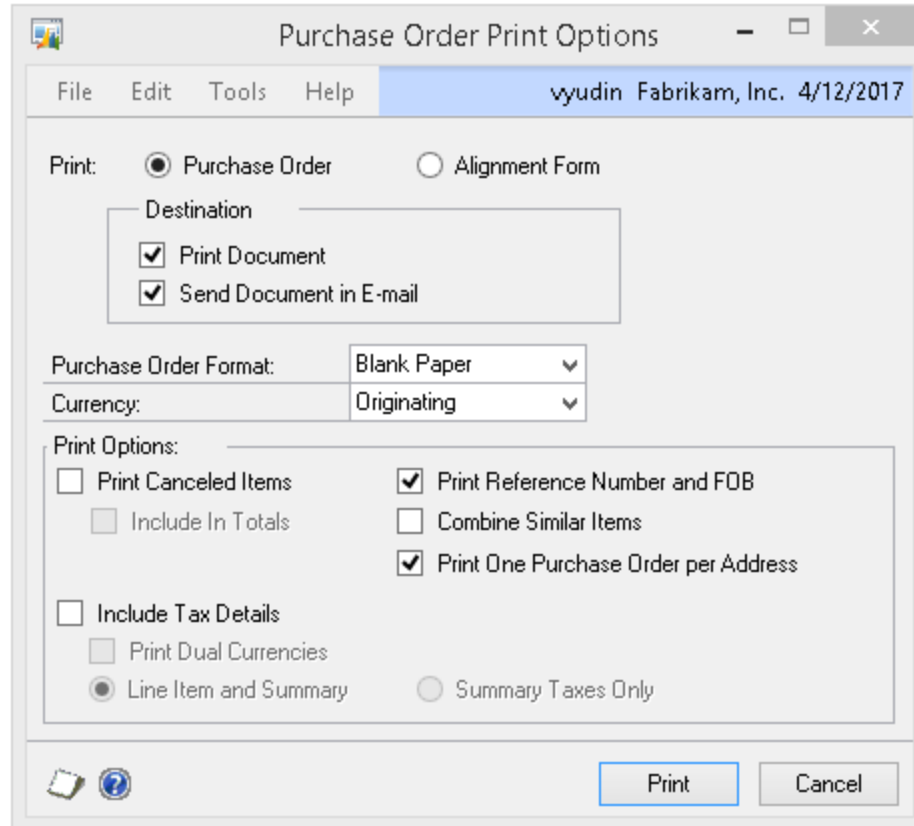 Purchase Order Print Options
File Edit Tools Help vyudin Fabrikam, Inc. 4/12/2017
Print: Purchase Order Alignment Form
Destination
Print Document
Send Document in E-mail
Purchase Order Format: Blank Paper
Currency: Originating
Print Options:
Print Canceled Items Print Reference Number and FOB
Include In Totals Combine Similar Items
Print One Purchase Order per Address
Include Tax Details
Print Dual Currencies
Line Item and Summary Summary Taxes Only
Print Cancel